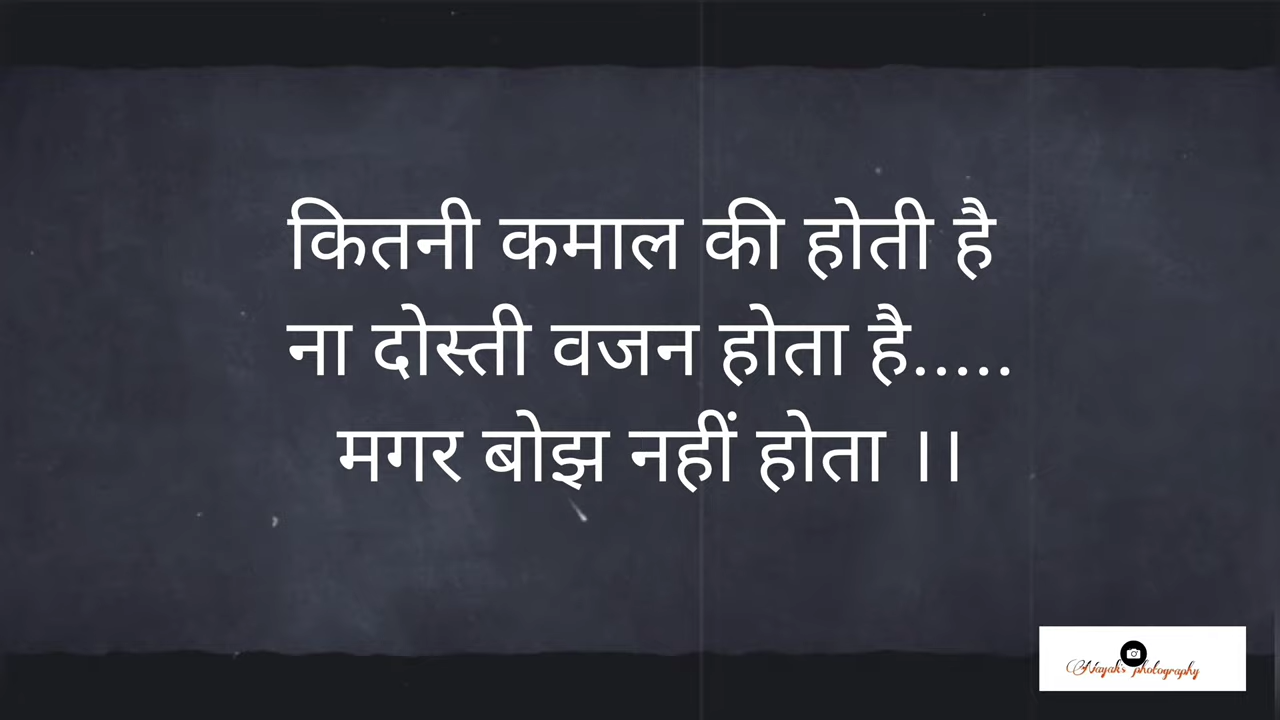 कितनी कमाल की होती है
ना दोस्ती वजन होता है.....
मगर बोझ नहीं होता ।।
Nayak's photography